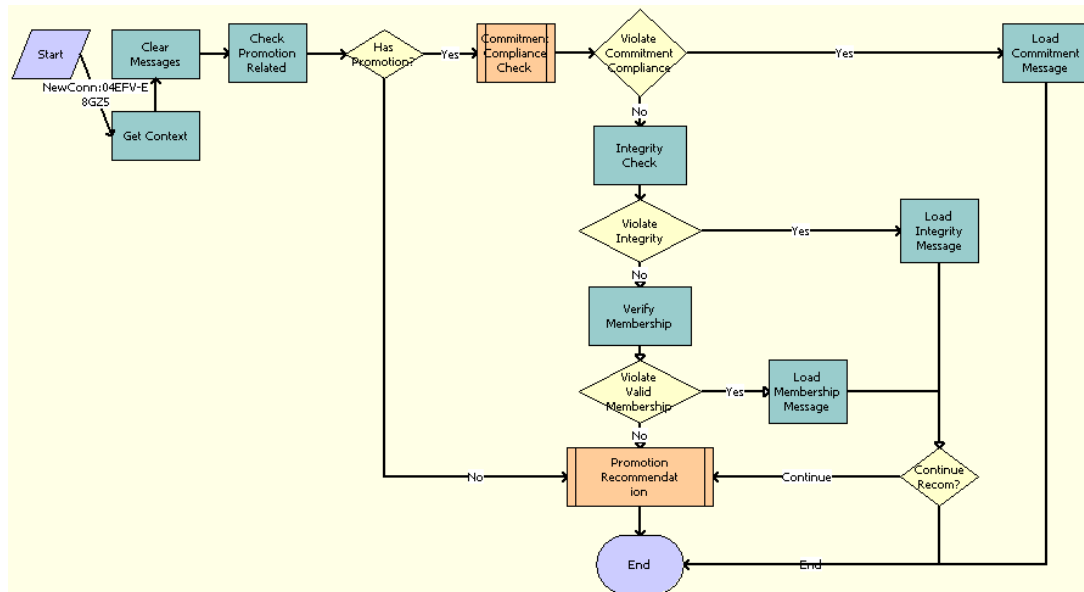 Start
NewConn:04EFV-E
8GZ5
Get Context
Clear
Messages
Check
Promotion
Related
Has
Promotion?
Yes
Commitment
Compliance
Check
Violate
Commitment
Compliance
Yes
Load
Commitment
Message
No
Integrity
Check
Violate
Integrity
Yes
Load
Integrity
Message
No
Verify
Membership
Violate
Valid
Membership
Yes
Load
Membership
Message
No
No
Promotion
Recommendat
ion
Continue
Continue
Recom?
End
End